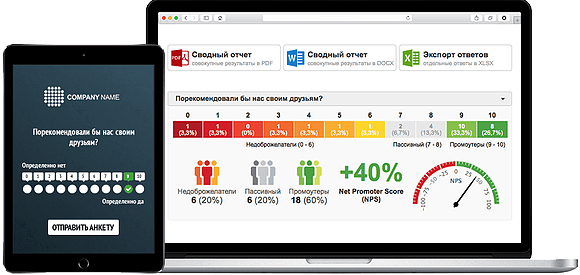 COMPANY NAME
Порекомендовали бы нас своим
друзьям?
Определенно нет
0 1 2 3 4 5 6 7 8 9 10
Определенно да
ОТПРАВИТЬ АНКЕТУ
Сводный отчет
совокупные результаты в PDF
Сводный отчет
совокупные результаты в DOCX
Экспорт ответов
отдельные ответы в XLSX
Порекомендовали бы нас своим друзьям?
0 1 2 3 4 5 6 7 8 9 10
1 1 0 1 1 1 1 2 4 10 8
(3,3%) (3,3%) (0%) (3,3%) (3,3%) (3,3%) (3,3%) (6,7%) (13,3%) (33,3%) (26,7%)
Недоброжелатели (0 - 6) Пассивный (7 - 8) Промоутеры (9 - 10)
Недоброжелатели
6 (20%)
Пассивный
6 (20%)
Промоутеры
18 (60%)
+40%
Net Promoter Score
(NPS)
-100 -75 -50 -25 0 25 50 75 100
NPS